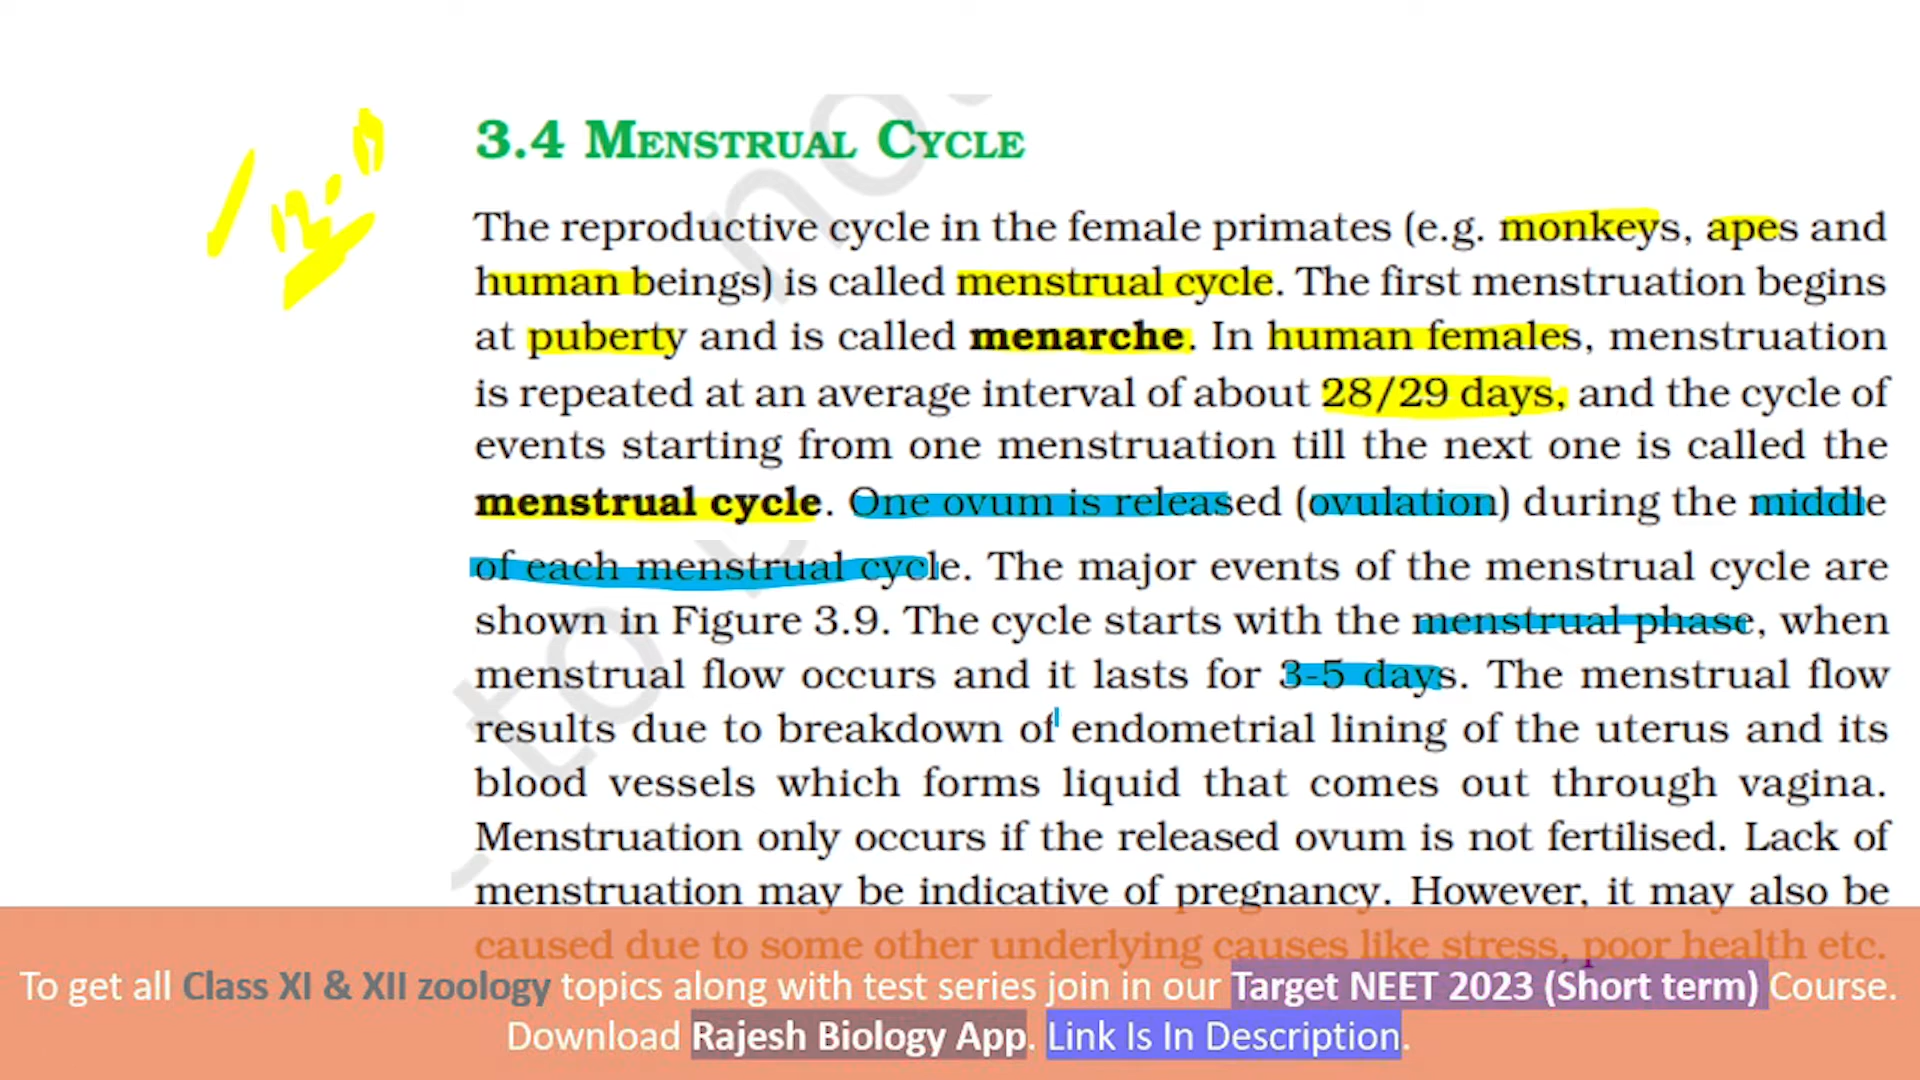 3.4 MENSTRUAL CYCLE
The reproductive cycle in the female primates (e.g. monkeys, apes and
human beings) is called menstrual cycle. The first menstruation begins
at puberty and is called menarche. In human females, menstruation
is repeated at an average interval of about 28/29 days, and the cycle of
events starting from one menstruation till the next one is called the
menstrual cycle. One ovum is released (ovulation) during the middle
of each menstrual cycle. The major events of the menstrual cycle are
shown in Figure 3.9. The cycle starts with the menstrual phase, when
menstrual flow occurs and it lasts for 3-5 days. The menstrual flow
results due to breakdown of endometrial lining of the uterus and its
blood vessels which forms liquid that comes out through vagina.
Menstruation only occurs if the released ovum is not fertilised. Lack of
menstruation may be indicative of pregnancy. However, it may also be
caused due to some other underlying causes like stress, poor health etc.
To get all Class XI & XII zoology topics along with test series join in our Target NEET 2023 (Short term) Course.
Download Rajesh Biology App. Link Is In Description.